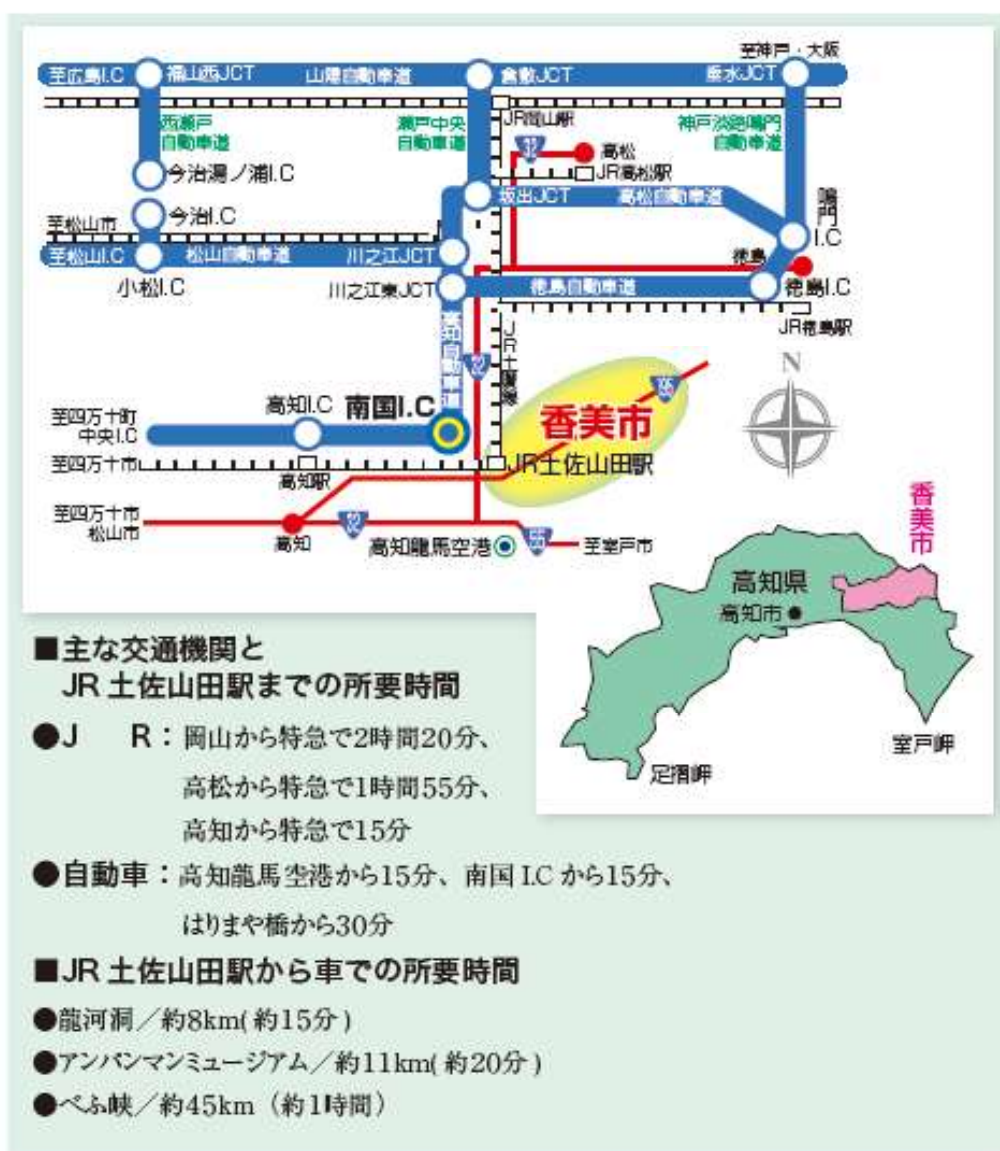 至神戸・大阪
至広島I.C 福山西JCT 山陽自動車道 倉敷JCT 垂水JCT
JR岡山駅
西瀬戸
自動車道
瀬戸中央
自動車道
神戸淡路鳴門
自動車道
32
高松
JR高松駅
今治湯ノ浦I.C
今治I.C
坂出JCT 高松自動車道
鳴門
I.C
至松山市
至松山I.C 松山自動車道 川之江JCT
徳島
小松I.C 川之江東JCT 徳島自動車道 徳島I.C
JR徳島駅
高知自動車道
32
JR土讃線
195
N
至四万十町
中央I.C
高知I.C 南国I.C
香美市
至四万十市
高知駅
JR土佐山田駅
至四万十市
松山市
高知
32
高知龍馬空港
55
至室戸市
香美市
高知県
高知市
室戸岬
足摺岬
■主な交通機関と
JR土佐山田駅までの所要時間
●J R：岡山から特急で2時間20分、
高松から特急で1時間55分、
高知から特急で15分
●自動車：高知龍馬空港から15分、南国I.Cから15分、
はりまや橋から30分
■JR土佐山田駅から車での所要時間
●龍河洞／約8km(約15分)
●アンパンマンミュージアム／約11km(約20分)
●べふ峡／約45km（約1時間）